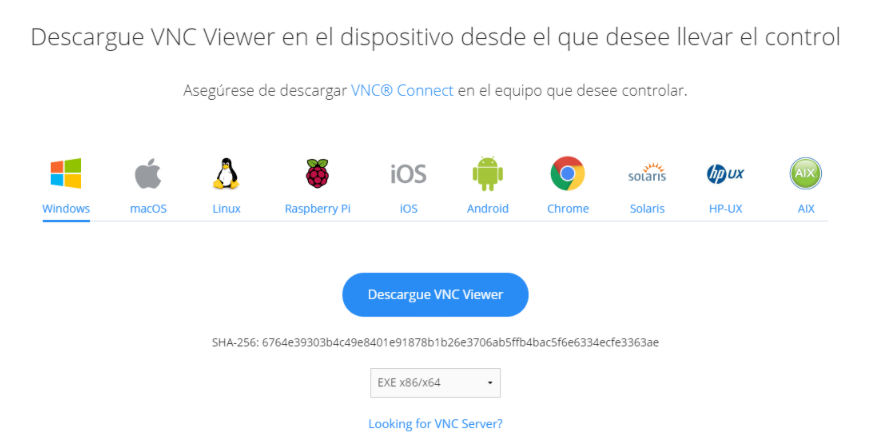 Descargue VNC Viewer en el dispositivo desde el que desee llevar el control
Asegúrese de descargar VNC® Connect en el equipo que desee controlar.
iOS
solaris
hp UX
AIX
Windows macOS Linux Raspberry Pi iOS Android Chrome Solaris HP-UX AIX
Descargue VNC Viewer
SHA-256: 6764e39303b4c49e8401e91878b1b26e3706ab5ffb4bac5f6e6334ecfe3363ae
EXE x86/x64
Looking for VNC Server?